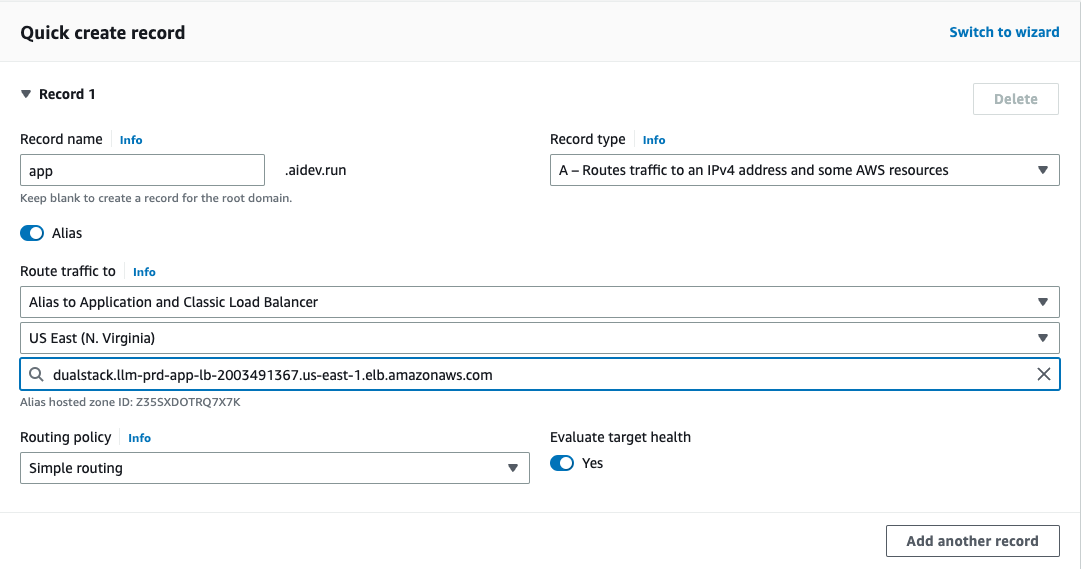 Quick create record
Switch to wizard
Record 1
Delete
Record name Info
app .aidev.run
Keep blank to create a record for the root domain.
Record type Info
A – Routes traffic to an IPv4 address and some AWS resources
Alias
Route traffic to Info
Alias to Application and Classic Load Balancer
US East (N. Virginia)
dualstack.llm-prd-app-lb-2003491367.us-east-1.elb.amazonaws.com
Alias hosted zone ID: Z35SXDOTRQ7X7K
Routing policy Info
Simple routing
Evaluate target health
Yes
Add another record